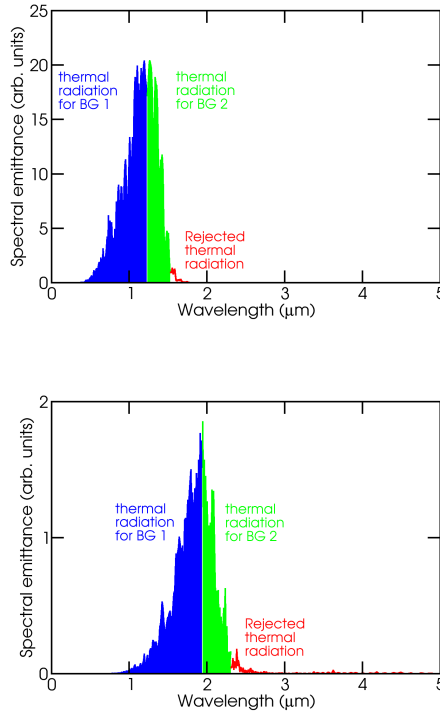 25
20
15
10
5
0
Spectral emittance (arb. units)
thermal
radiation
for BG 1
thermal
radiation
for BG 2
Rejected
thermal
radiation
0
1
2
3
4
5
Wavelength (μm)
2
1
0
Spectral emittance (arb. units)
thermal
radiation
for BG 1
thermal
radiation
for BG 2
Rejected
thermal
radiation
0
1
2
3
4
5
Wavelength (μm)